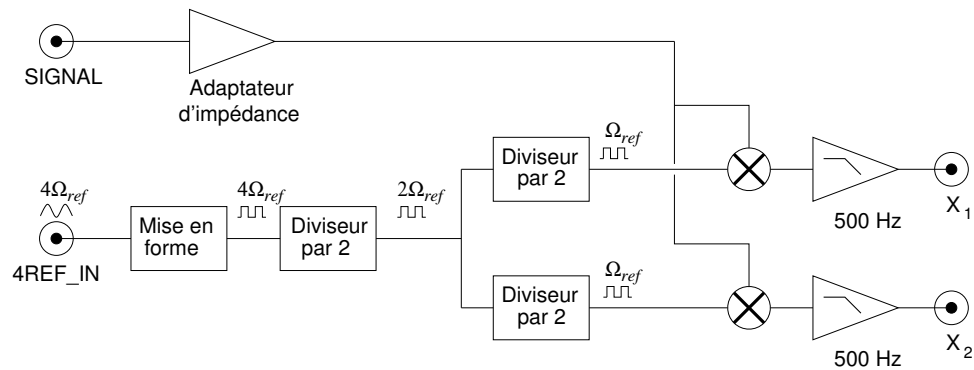 SIGNAL
Adaptateur
d'impédance
4Ωref
4REF_IN
Mise en
forme
4Ωref
Diviseur
par 2
2Ωref
Diviseur
par 2
Ωref
500 Hz
X1
Diviseur
par 2
Ωref
500 Hz
X2